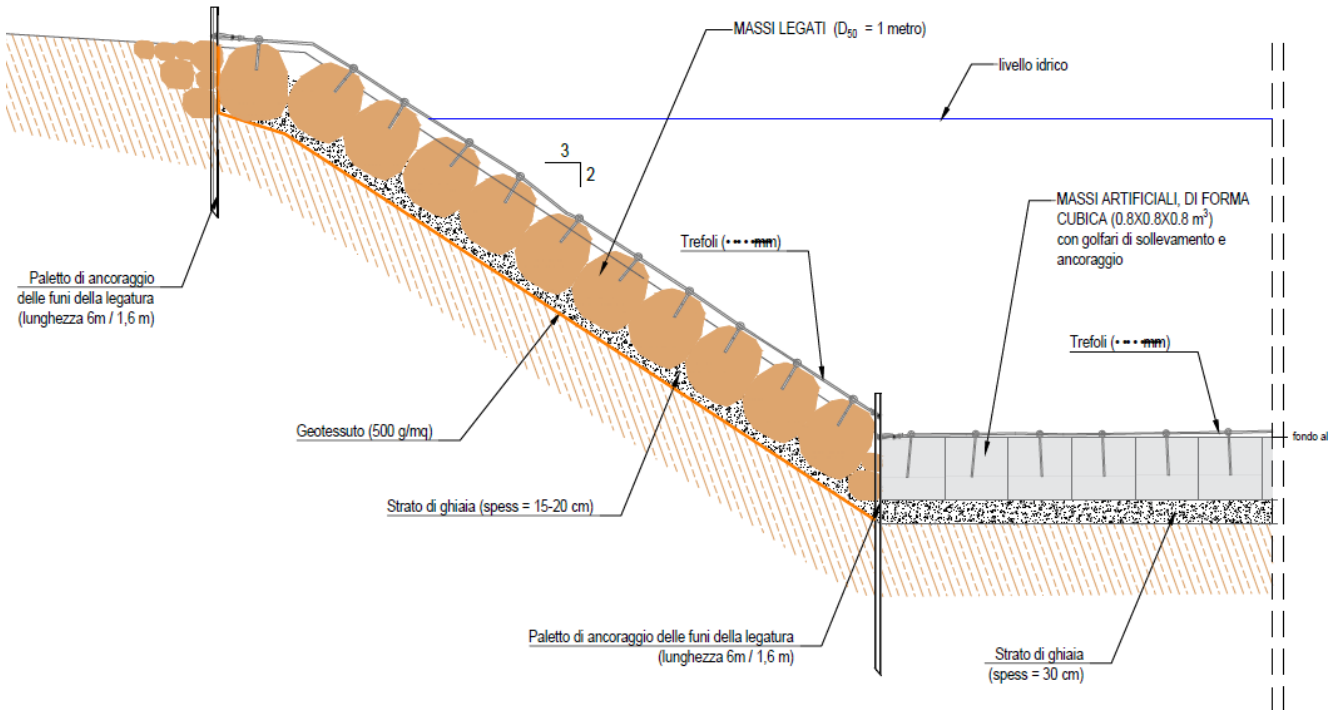 MASSI LEGATI (D50 = 1 metro)
livello idrico
3
2
MASSI ARTIFICIALI, DI FORMA
CUBICA (0.8X0.8X0.8 m³)
con golfari di sollevamento e
ancoraggio
Trefoli (
mm)
Paletto di ancoraggio
delle funi della legatura
(lunghezza 6m / 1,6 m)
Trefoli (
mm)
Geotessuto (500 g/mq)
fondo al
Strato di ghiaia (spess = 15-20 cm)
Paletto di ancoraggio delle funi della legatura
(lunghezza 6m / 1,6 m)
Strato di ghiaia
(spess = 30 cm)